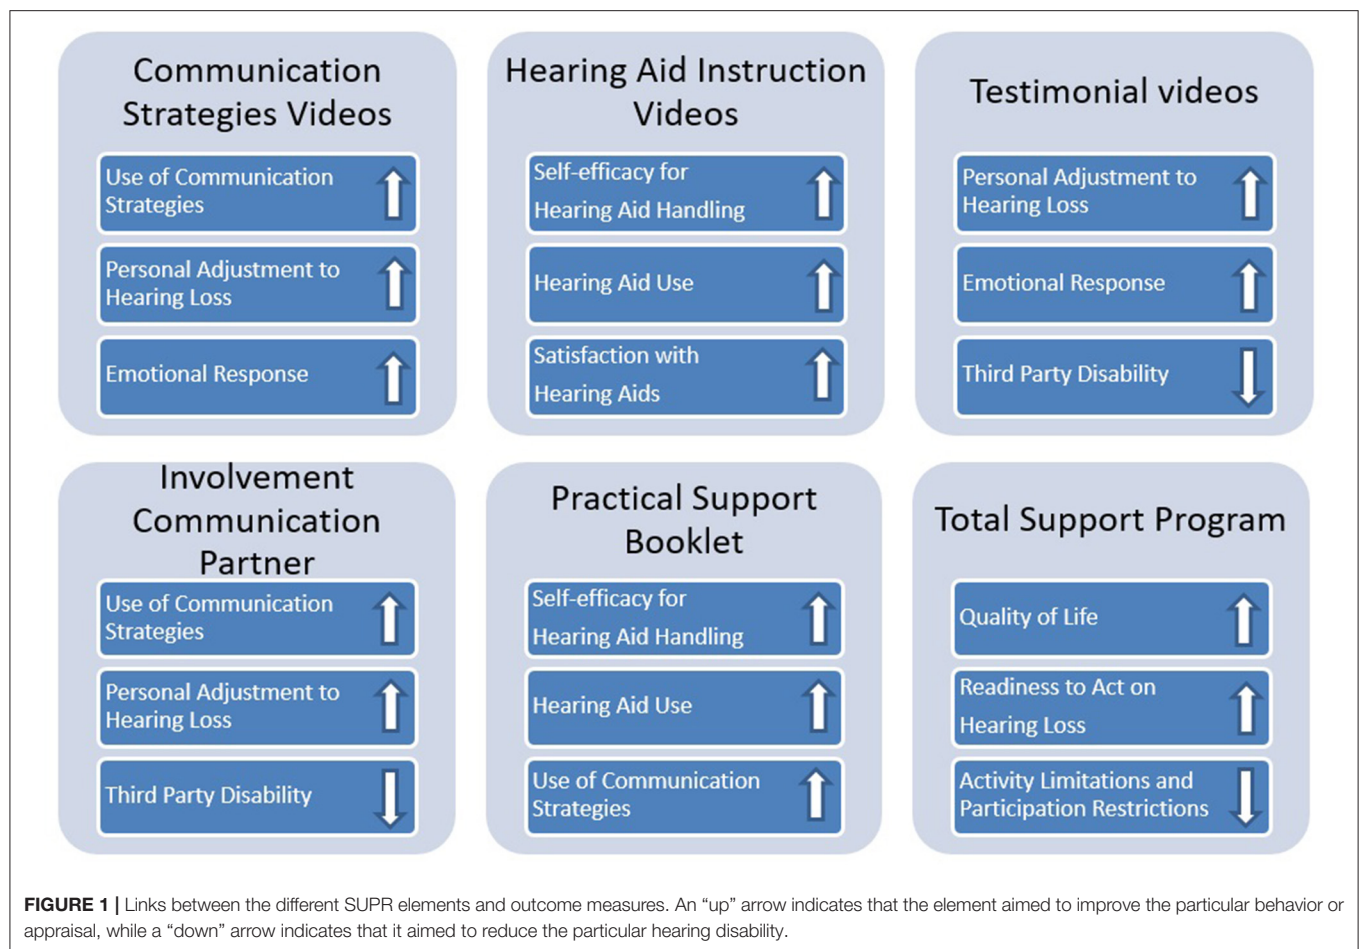 Communication
Strategies Videos
Use of Communication
Strategies
Personal Adjustment to
Hearing Loss
Emotional Response
Hearing Aid Instruction
Videos
Self-efficacy for
Hearing Aid Handling
Hearing Aid Use
Satisfaction with
Hearing Aids
Testimonial videos
Personal Adjustment to
Hearing Loss
Emotional Response
Third Party Disability
Involvement
Communication
Partner
Use of Communication
Strategies
Personal Adjustment to
Hearing Loss
Third Party Disability
Practical Support
Booklet
Self-efficacy for
Hearing Aid Handling
Hearing Aid Use
Use of Communication
Strategies
Total Support Program
Quality of Life
Readiness to Act on
Hearing Loss
Activity Limitations and
Participation Restrictions
FIGURE 1 | Links between the different SUPR elements and outcome measures. An “up” arrow indicates that the element aimed to improve the particular behavior or
appraisal, while a “down” arrow indicates that it aimed to reduce the particular hearing disability.